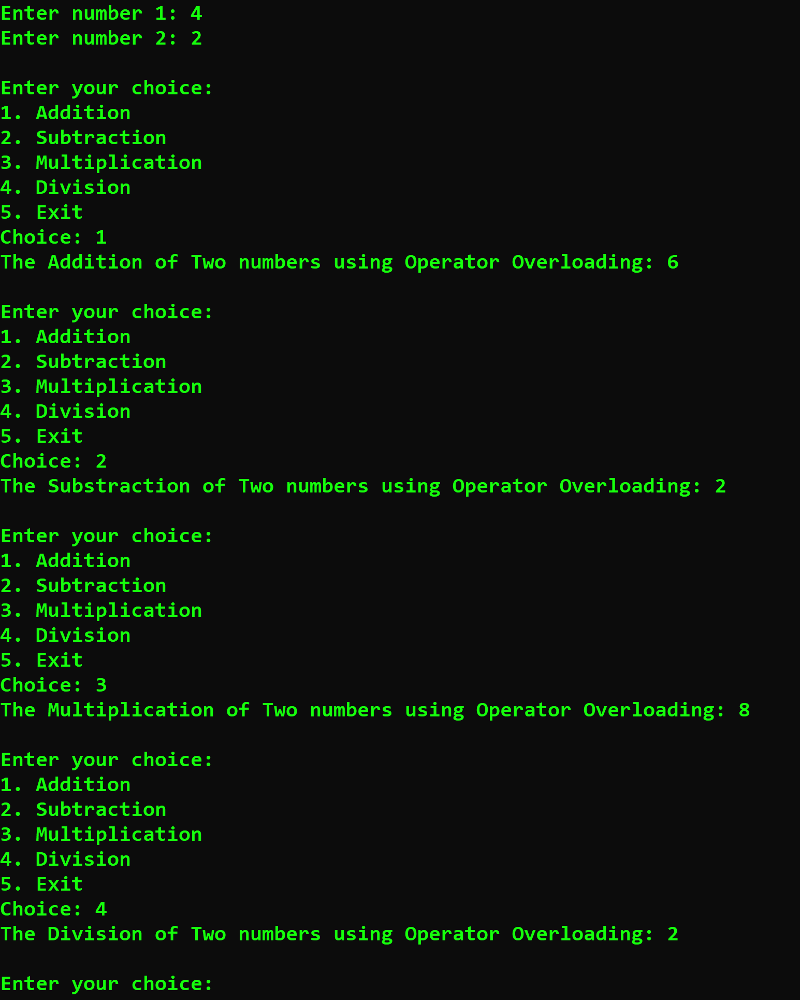 Enter number 1: 4
Enter number 2: 2
Enter your choice:
1. Addition
2. Subtraction
3. Multiplication
4. Division
5. Exit
Choice: 1
The Addition of Two numbers using Operator Overloading: 6
Enter your choice:
1. Addition
2. Subtraction
3. Multiplication
4. Division
5. Exit
Choice: 2
The Substraction of Two numbers using Operator Overloading: 2
Enter your choice:
1. Addition
2. Subtraction
3. Multiplication
4. Division
5. Exit
Choice: 3
The Multiplication of Two numbers using Operator Overloading: 8
Enter your choice:
1. Addition
2. Subtraction
3. Multiplication
4. Division
5. Exit
Choice: 4
The Division of Two numbers using Operator Overloading: 2
Enter your choice: